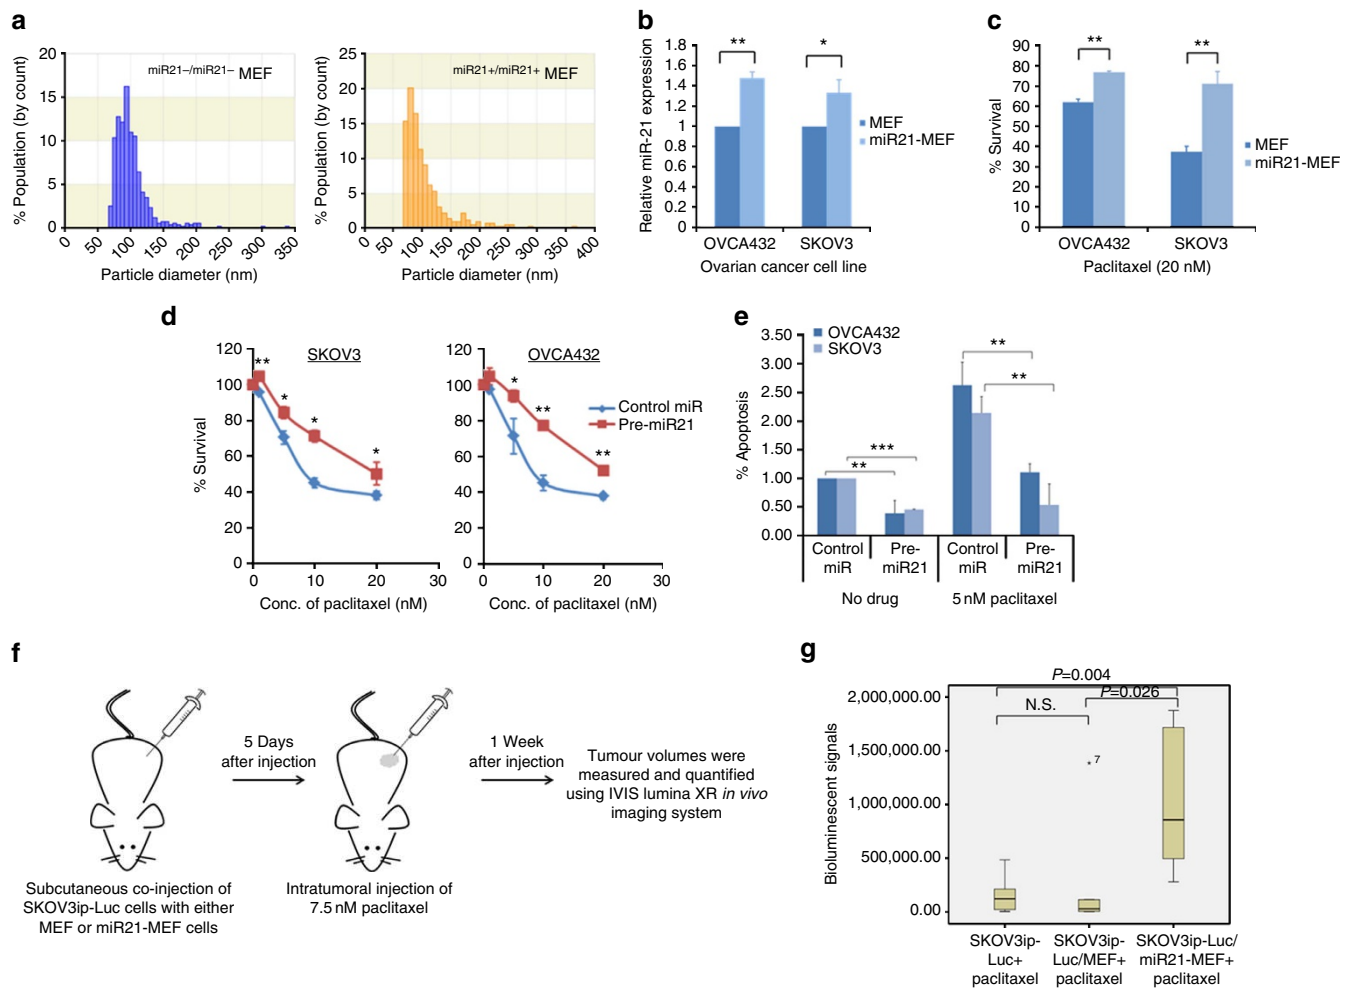 a
% Population (by count)
20
15
10
5
0
miR21–/miR21– MEF
0 50 100 150 200 250 300 350
Particle diameter (nm)
% Population (by count)
25
20
15
10
5
0
miR21+/miR21+ MEF
0 50 100 150 200 250 300 350 400
Particle diameter (nm)
b
Relative miR-21 expression
1.8
1.6
1.4
1.2
1
0.8
0.6
0.4
0.2
0
** *
MEF
miR21-MEF
OVCA432 SKOV3
Ovarian cancer cell line
c
% Survival
90
80
70
60
50
40
30
20
10
0
** **
MEF
miR21-MEF
OVCA432 SKOV3
Paclitaxel (20 nM)
d
% Survival
120
100
80
60
40
20
0
SKOV3
**
*
*
*
0 10 20 30
Conc. of paclitaxel (nM)
120
100
80
60
40
20
0
OVCA432
*
**
**
0 10 20 30
Conc. of paclitaxel (nM)
Control miR
Pre-miR21
e
% Apoptosis
3.50
3.00
2.50
2.00
1.50
1.00
0.50
0.00
OVCA432
SKOV3
**
**
***
**
Control
miR
Pre-
miR21
Control
miR
Pre-
miR21
No drug
5 nM paclitaxel
f
5 Days
after injection
1 Week
after injection
Tumour volumes were
measured and quantified
using IVIS lumina XR in vivo
imaging system
Subcutaneous co-injection of
SKOV3ip-Luc cells with either
MEF or miR21-MEF cells
Intratumoral injection of
7.5 nM paclitaxel
g
Bioluminescent signals
2,000,000.00
1,500,000.00
1,000,000.00
500,000.00
0.00
P=0.004
P=0.026
N.S.
* 7
SKOV3ip-
Luc+
paclitaxel
SKOV3ip-
Luc/MEF+
paclitaxel
SKOV3ip-Luc/
miR21-MEF+
paclitaxel